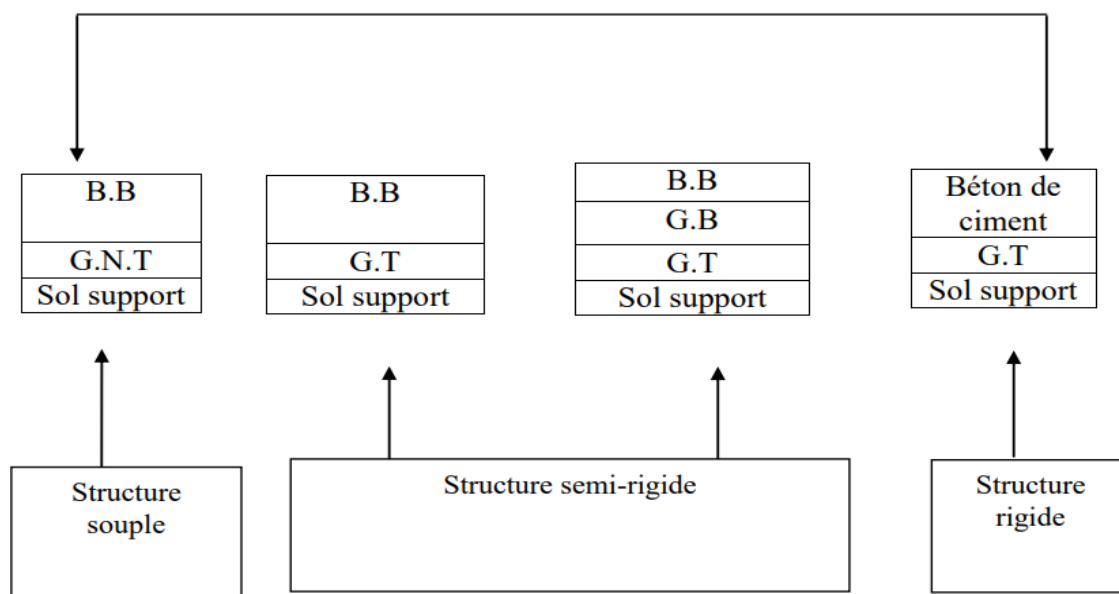 B.B
G.N.T
Sol support
B.B
G.T
Sol support
B.B
G.B
G.T
Sol support
Béton de
ciment
G.T
Sol support
Structure
souple
Structure semi-rigide
Structure
rigide